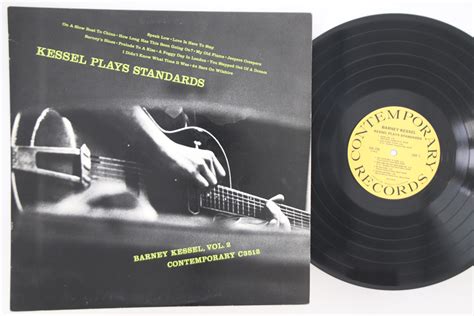 On A Slow Boat To China • Speak Low • Love Is Here To Stay
How Long Has This Been Going On? • My Old Flame • Jeepers Creepers
Barney's Blues • Prelude To A Kiss • A Foggy Day In London • You Stepped Out Of A Dream
I Didn't Know What Time It Was • 64 Bars On Wilshire
KESSEL PLAYS STANDARDS
BARNEY KESSEL, VOL. 2
CONTEMPORARY C3512
CONTEMPORARY
BARNEY KESSEL
KESSEL PLAYS STANDARDS
RECORDS